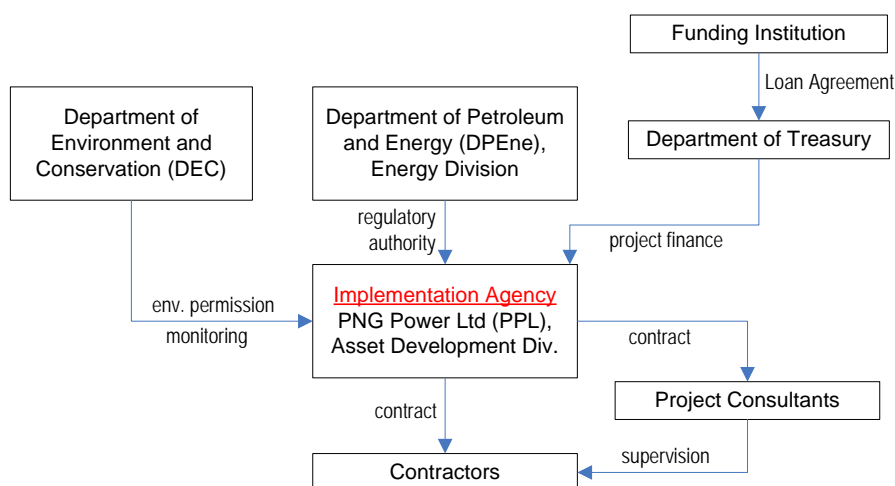 Funding Institution
Loan Agreement
Department of
Environment and
Conservation (DEC)
Department of Petroleum
and Energy (DPEne),
Energy Division
Department of Treasury
regulatory
authority
project finance
env. permission
monitoring
Implementation Agency
PNG Power Ltd (PPL),
Asset Development Div.
contract
Project Consultants
contract
supervision
Contractors